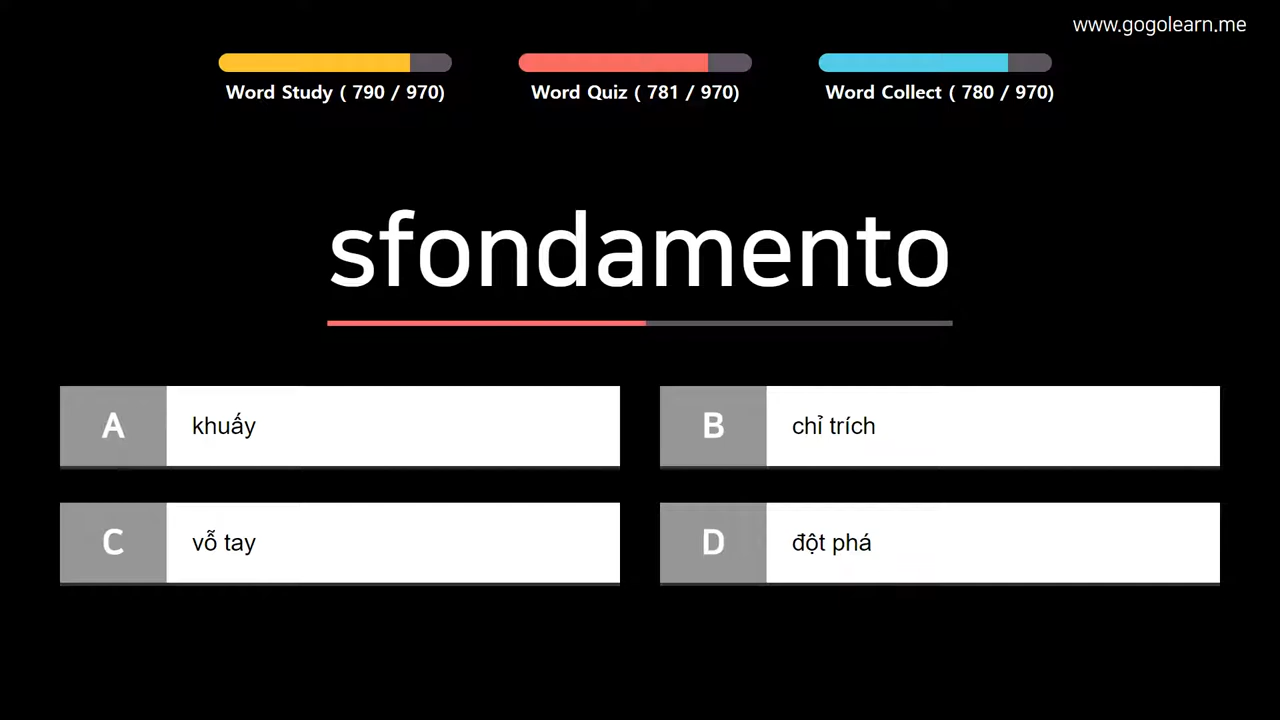 www.gogolearn.me
Word Study ( 790 / 970)
Word Quiz ( 781 / 970)
Word Collect ( 780 / 970)
sfondamento
A khuấy
B chỉ trích
C vỗ tay
D đột phá